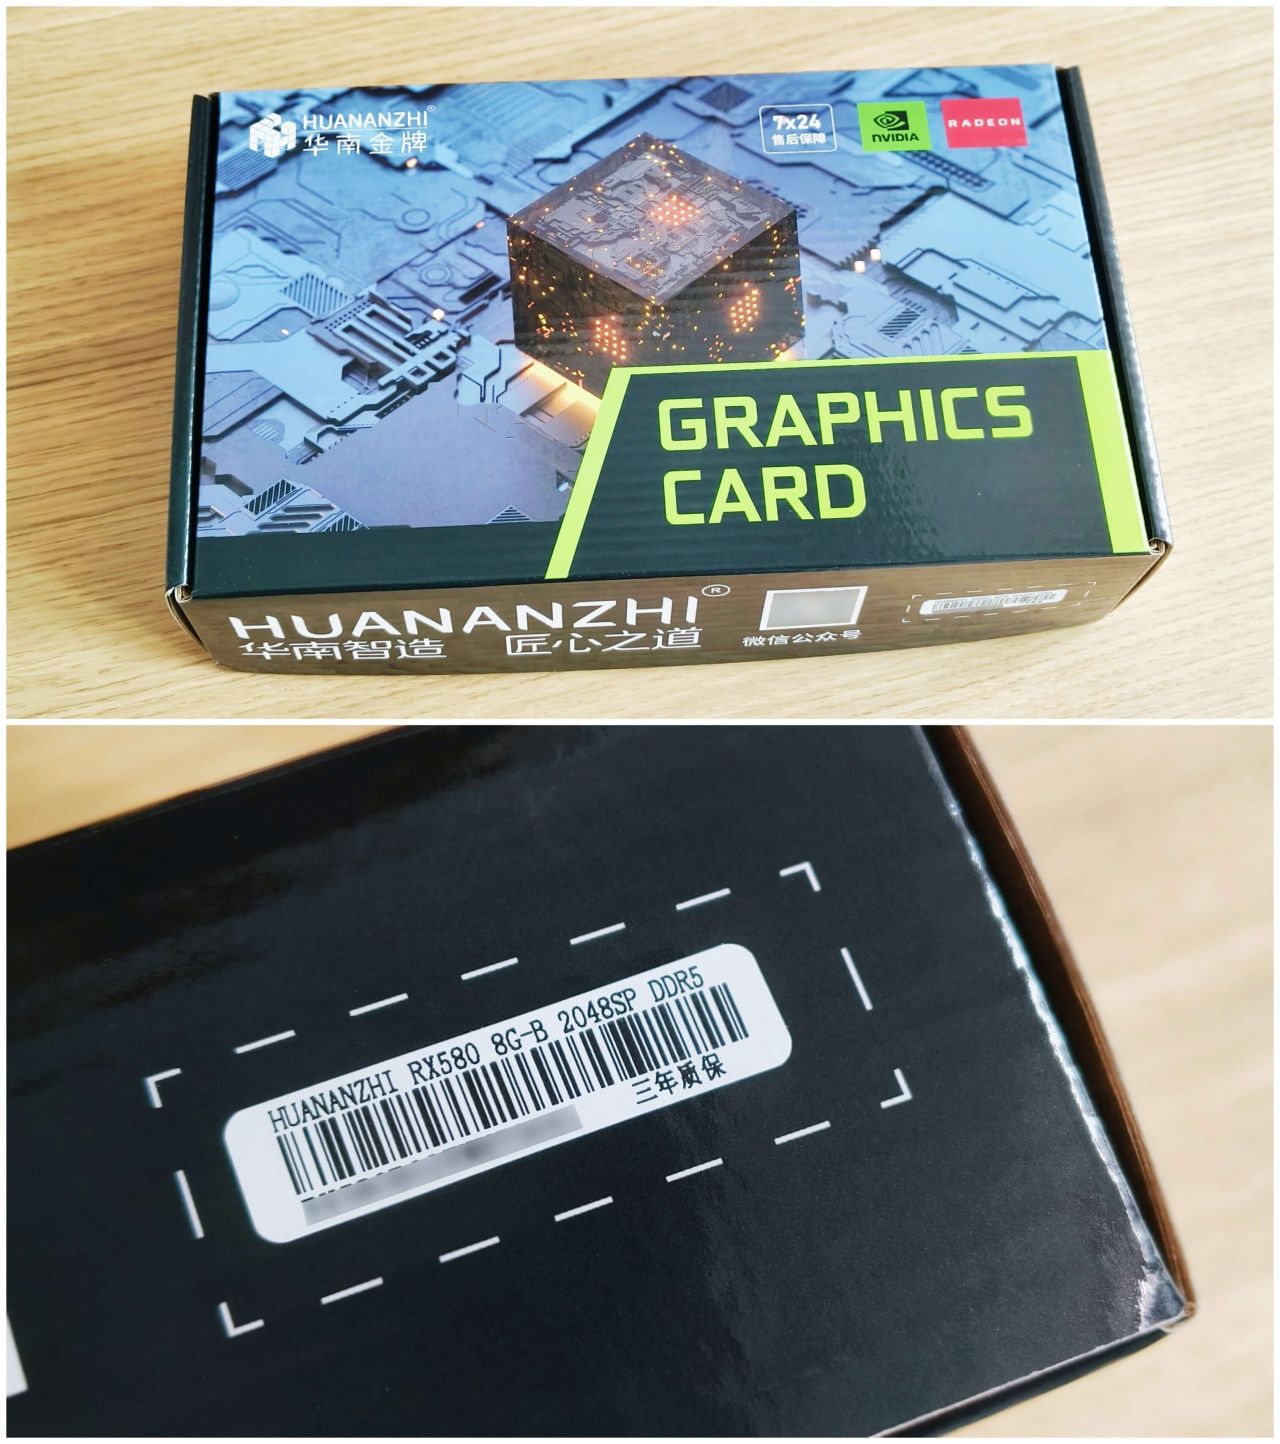 HUANANZHI®
华南金牌
7x24
售后保障
NVIDIA
RADEON
GRAPHICS
CARD
HUANANZHI®
华南智造 匠心之道
微信公众号
HUANANZHI RX580 8G-B 2048SP DDR5
三年质保